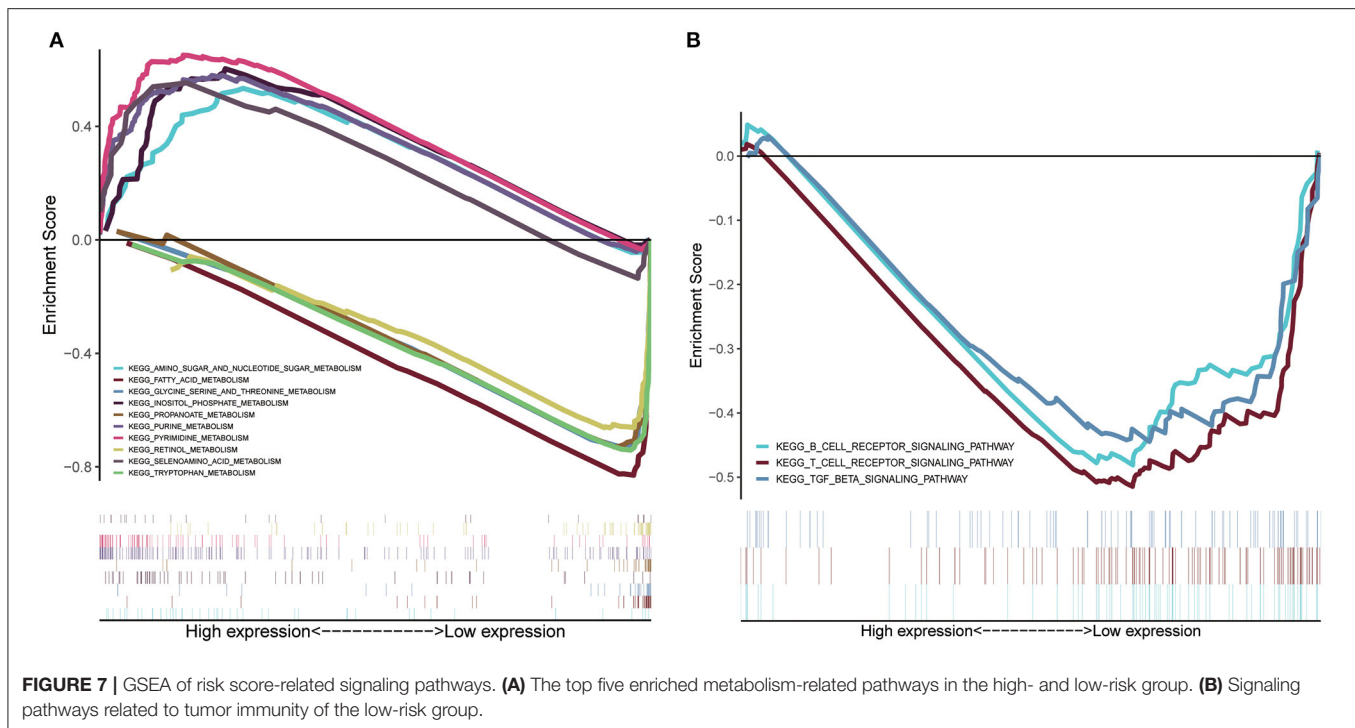 A
Enrichment Score
0.4
0.0
−0.4
−0.8
KEGG_AMINO_SUGAR_AND_NUCLEOTIDE_SUGAR_METABOLISM
KEGG_FATTY_ACID_METABOLISM
KEGG_GLYCINE_SERINE_AND_THREONINE_METABOLISM
KEGG_INOSITOL_PHOSPHATE_METABOLISM
KEGG_PROPANOATE_METABOLISM
KEGG_PURINE_METABOLISM
KEGG_PYRIMIDINE_METABOLISM
KEGG_RETINOL_METABOLISM
KEGG_SELENOAMINO_ACID_METABOLISM
KEGG_TRYPTOPHAN_METABOLISM
High expression<----------->Low expression
B
Enrichment Score
0.0
−0.1
−0.2
−0.3
−0.4
−0.5
KEGG_B_CELL_RECEPTOR_SIGNALING_PATHWAY
KEGG_T_CELL_RECEPTOR_SIGNALING_PATHWAY
KEGG_TGF_BETA_SIGNALING_PATHWAY
High expression<----------->Low expression
FIGURE 7 | GSEA of risk score-related signaling pathways. (A) The top five enriched metabolism-related pathways in the high- and low-risk group. (B) Signaling
pathways related to tumor immunity of the low-risk group.